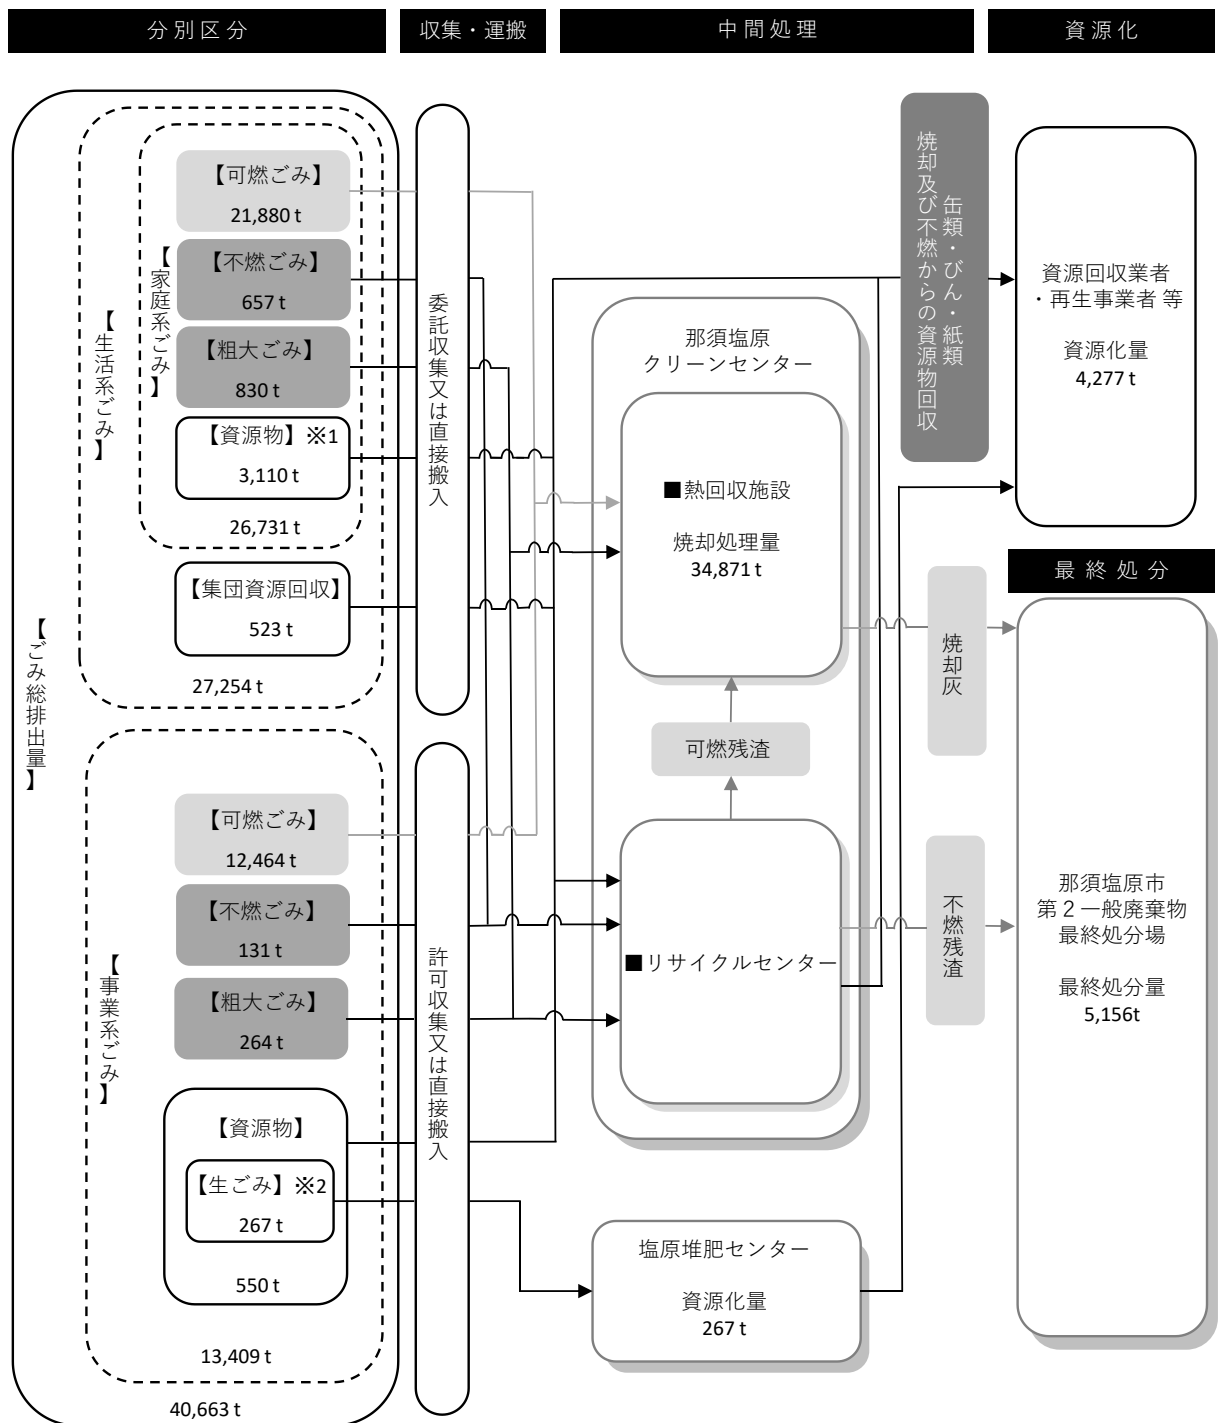 分別区分
収集・運搬
中間処理
資源化
【ごみ総排出量】
【生活系ごみ】
【家庭系ごみ】
【可燃ごみ】
21,880 t
【不燃ごみ】
657 t
【粗大ごみ】
830 t
【資源物】※1
3,110 t
26,731 t
【集団資源回収】
523 t
27,254 t
【事業系ごみ】
【可燃ごみ】
12,464 t
【不燃ごみ】
131 t
【粗大ごみ】
264 t
【資源物】
【生ごみ】※2
267 t
550 t
13,409 t
40,663 t
委託収集又は直接搬入
許可収集又は直接搬入
那須塩原
クリーンセンター
■熱回収施設
焼却処理量
34,871 t
可燃残渣
■リサイクルセンター
塩原堆肥センター
資源化量
267 t
缶類・びん・紙類
焼却及び不燃からの資源物回収
焼却灰
不燃残渣
資源回収業者
・再生事業者 等
資源化量
4,277 t
最終処分
那須塩原市
第２一般廃棄物
最終処分場
最終処分量
5,156t